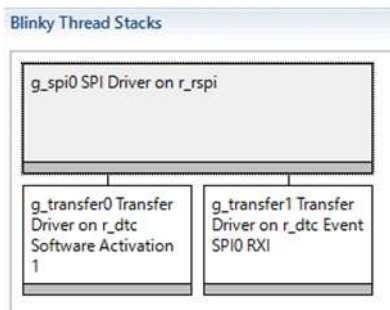 Blinky Thread Stacks
g_spi0 SPI Driver on r_rspi
g_transfer0 Transfer
Driver on r_dtc
Software Activation
1
g_transfer1 Transfer
Driver on r_dtc Event
SPI0 RXI